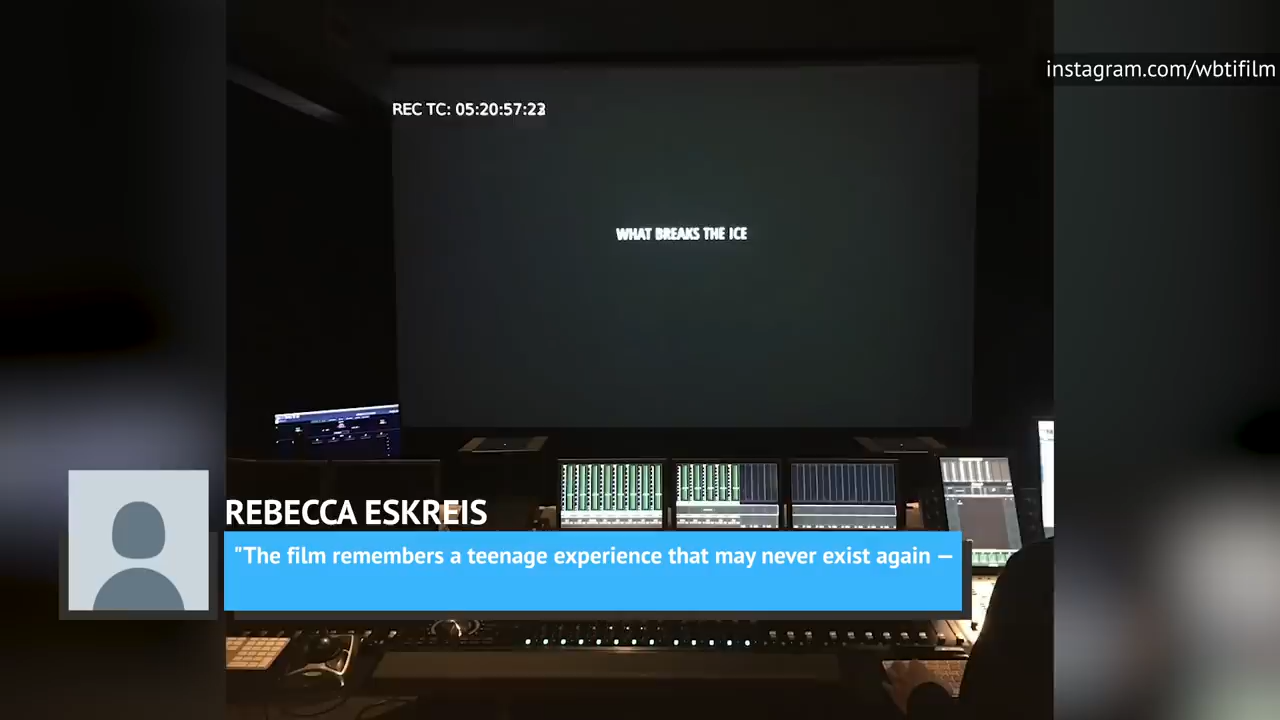 instagram.com/wbtifilm
REC TC: 05:20:57:23
WHAT BREAKS THE ICE
REBECCA ESKREIS
"The film remembers a teenage experience that may never exist again —